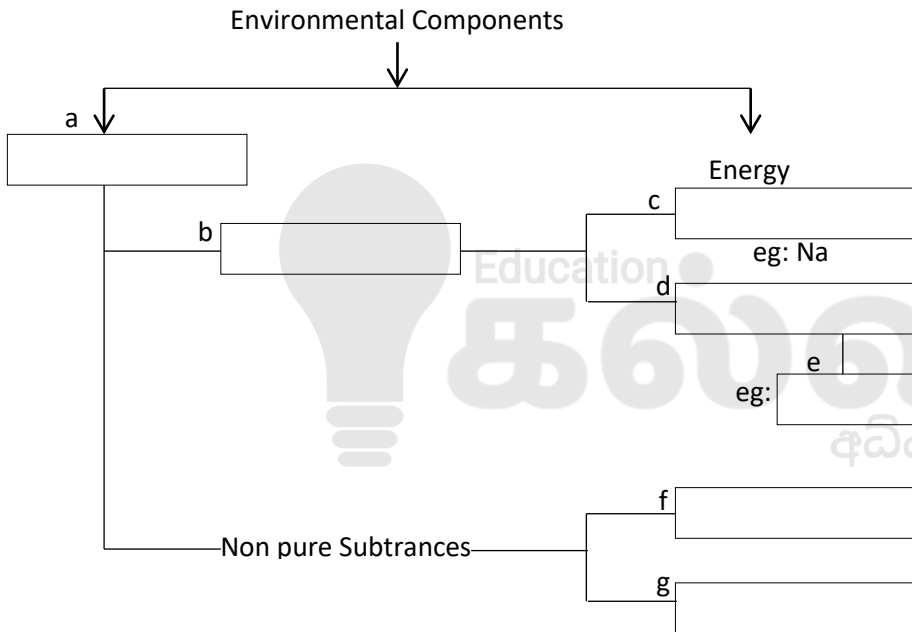 Environmental Components
a
Energy
b
c
eg: Na
Education
d
e
eg:
f
Non pure Subtrances
g